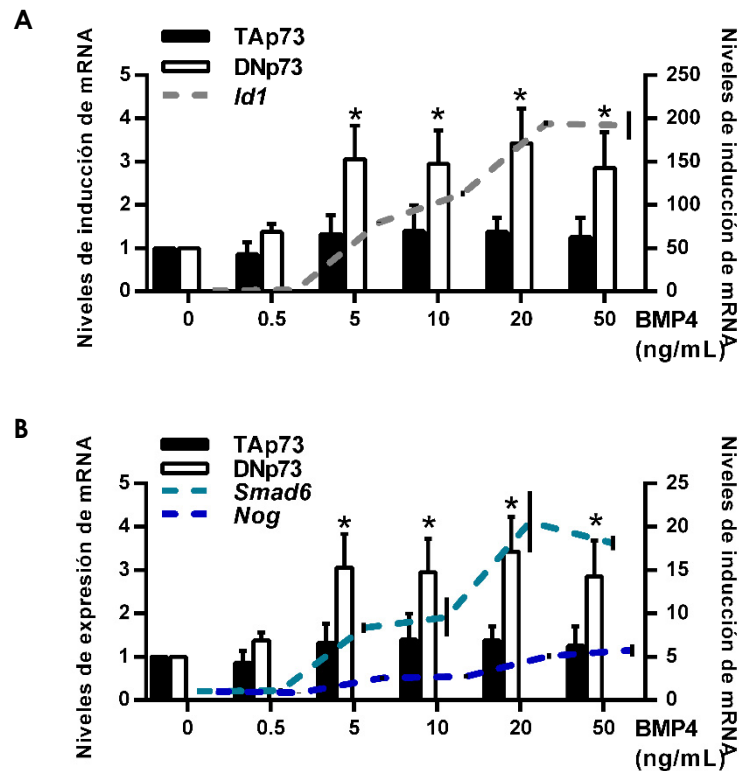 A
TAp73
DNp73
Id1
Niveles de inducción de mRNA
5
4
3
2
1
0
* * * *
250
200
150
100
50
0
Niveles de inducción de mRNA
0 0.5 5 10 20 50 BMP4
(ng/mL)
B
TAp73
DNp73
Smad6
Nog
Niveles de expresión de mRNA
5
4
3
2
1
0
* * * *
25
20
15
10
5
0
Niveles de inducción de mRNA
0 0.5 5 10 20 50 BMP4
(ng/mL)